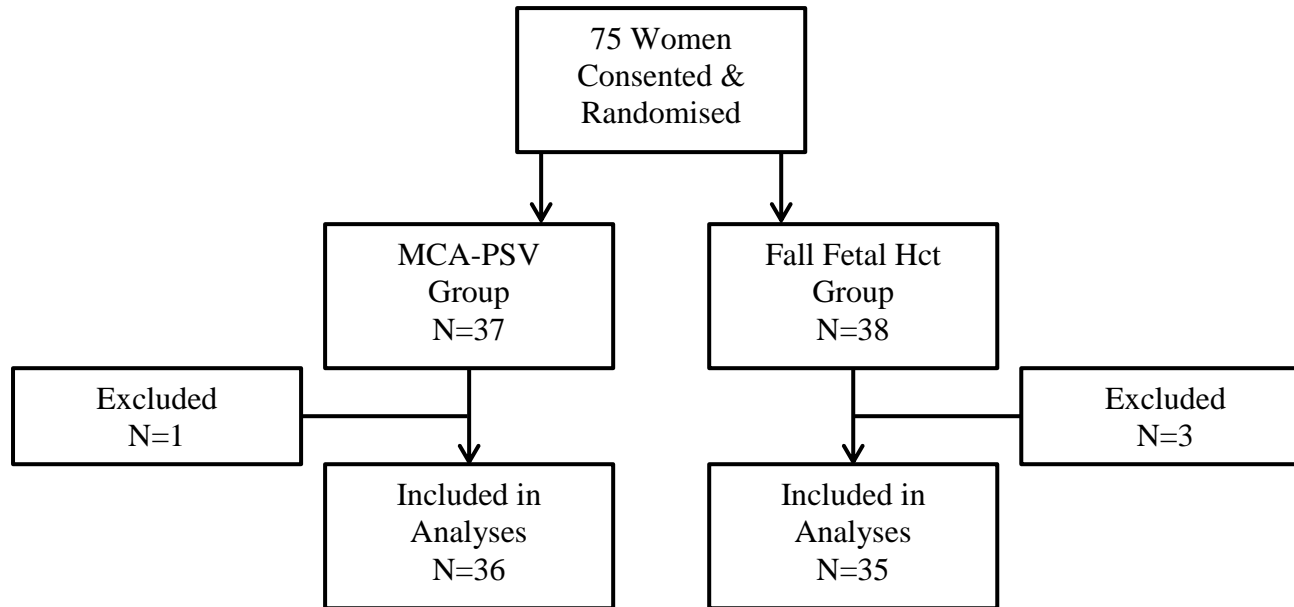 75 Women
Consented &
Randomised
MCA-PSV
Group
N=37
Fall Fetal Hct
Group
N=38
Excluded
N=1
Excluded
N=3
Included in
Analyses
N=36
Included in
Analyses
N=35